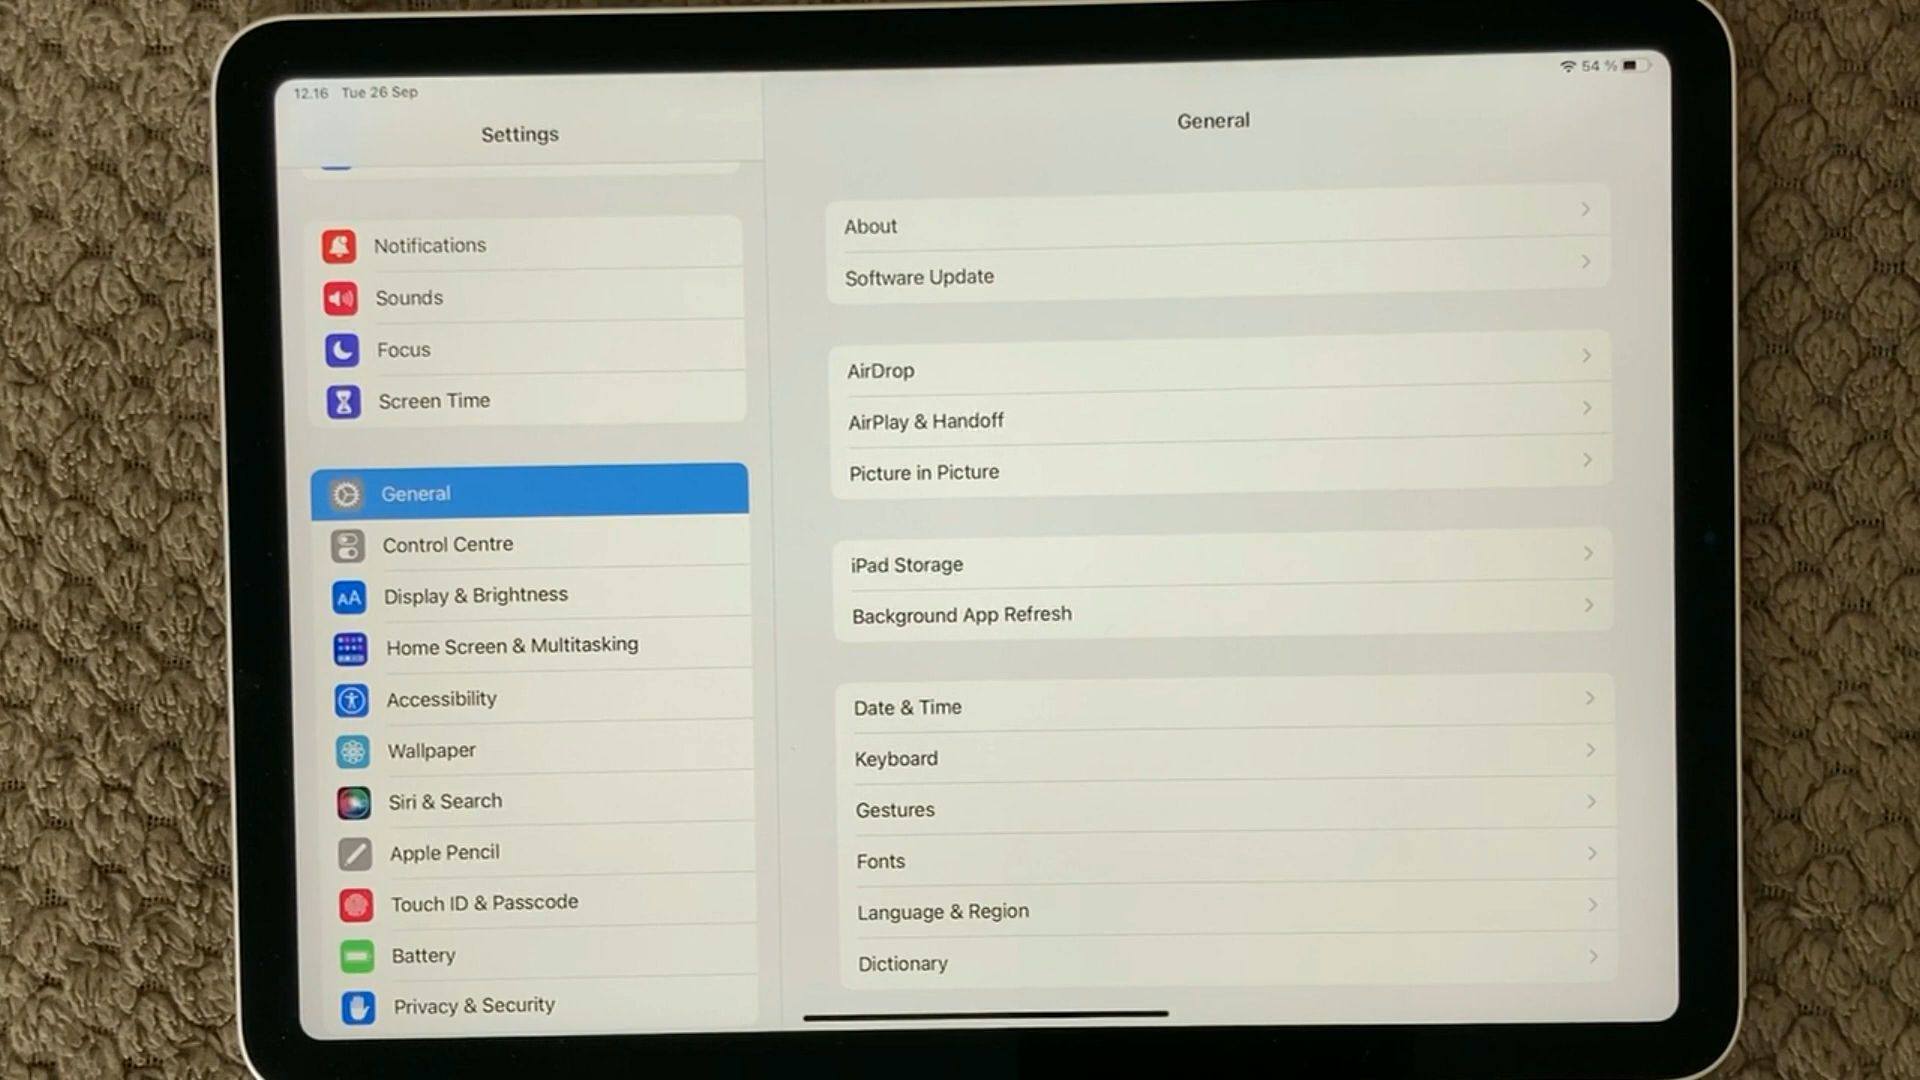 12.16 Tue 26 Sep
54 %
Settings
Notifications
Sounds
Focus
Screen Time
General
Control Centre
AA
Display & Brightness
Home Screen & Multitasking
Accessibility
Wallpaper
Siri & Search
Apple Pencil
Touch ID & Passcode
Battery
Privacy & Security
General
About
Software Update
AirDrop
AirPlay & Handoff
Picture in Picture
iPad Storage
Background App Refresh
Date & Time
Keyboard
Gestures
Fonts
Language & Region
Dictionary